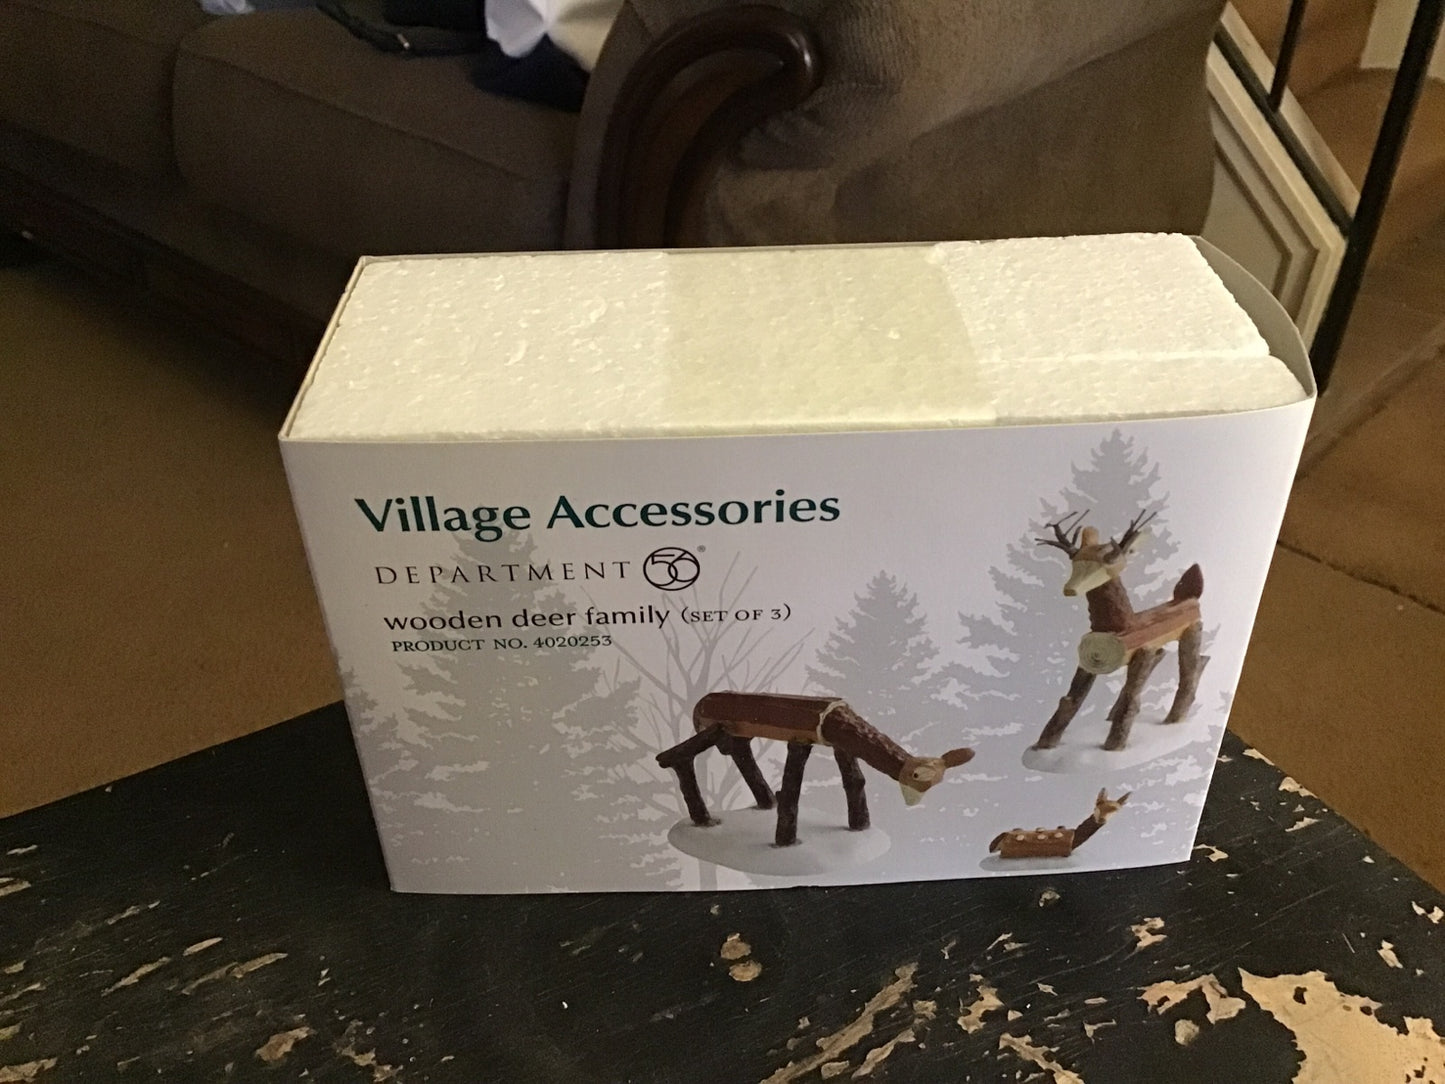 Village Accessories
DEPARTMENT 56®
wooden deer family (SET OF 3)
PRODUCT NO. 4020253